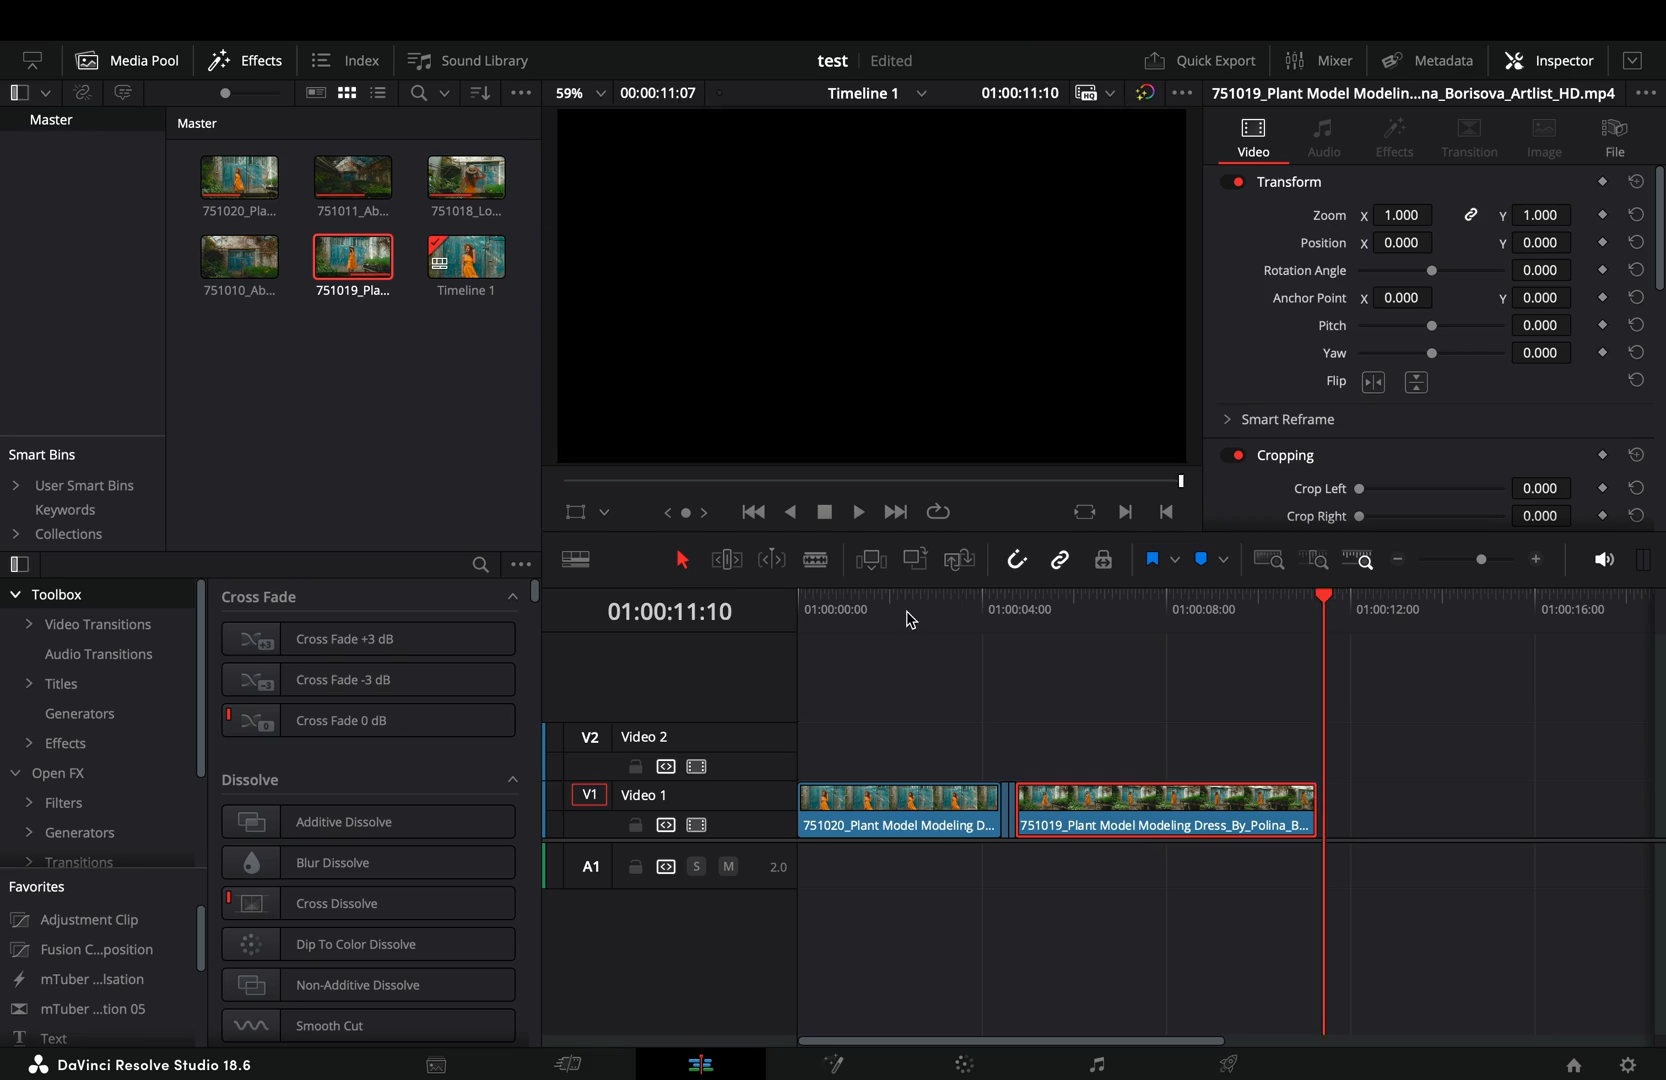 Media Pool
Effects
Index
Sound Library
test
Edited
Quick Export
Mixer
Metadata
Inspector
59%
00:00:11:07
Timeline 1
01:00:11:10
751019_Plant Model Modelin...na_Borisova_Artlist_HD.mp4
Master
Master
751020_Pla...
751011_Ab...
751018_Lo...
751010_Ab...
751019_Pla...
Timeline 1
Smart Bins
User Smart Bins
Keywords
Collections
Video
Audio
Effects
Transition
Image
File
Transform
Zoom X 1.000 Y 1.000
Position X 0.000 Y 0.000
Rotation Angle 0.000
Anchor Point X 0.000 Y 0.000
Pitch 0.000
Yaw 0.000
Flip
Smart Reframe
Cropping
Crop Left 0.000
Crop Right 0.000
Toolbox
Video Transitions
Audio Transitions
Titles
Generators
Effects
Open FX
Filters
Generators
Transitions
Favorites
Adjustment Clip
Fusion C...position
mTuber ...lsation
mTuber ...tion 05
Text
Cross Fade
+3
Cross Fade +3 dB
-3
Cross Fade -3 dB
0
Cross Fade 0 dB
Dissolve
Additive Dissolve
Blur Dissolve
Cross Dissolve
Dip To Color Dissolve
Non-Additive Dissolve
Smooth Cut
01:00:11:10
01:00:00:00
01:00:04:00
01:00:08:00
01:00:12:00
01:00:16:00
V2 Video 2
V1 Video 1
751020_Plant Model Modeling D...
751019_Plant Model Modeling Dress_By_Polina_B...
A1 S M 2.0
DaVinci Resolve Studio 18.6